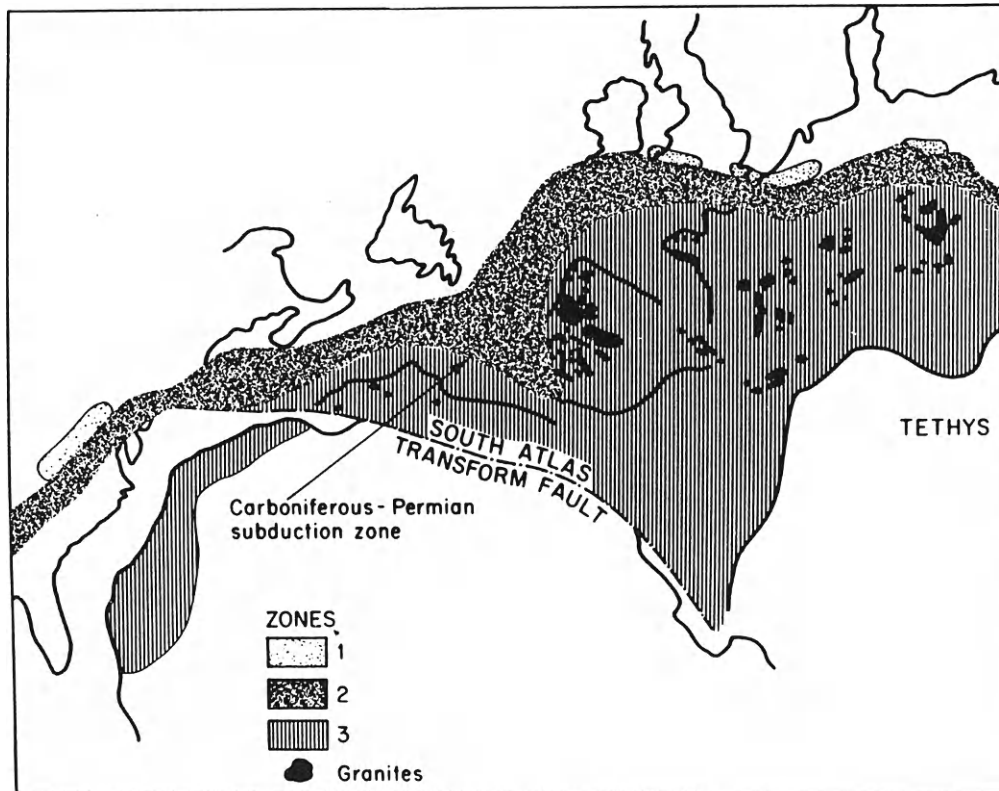 TETHYS
SOUTH ATLAS
TRANSFORM FAULT
Carboniferous - Permian
subduction zone
ZONES
1
2
3
Granites